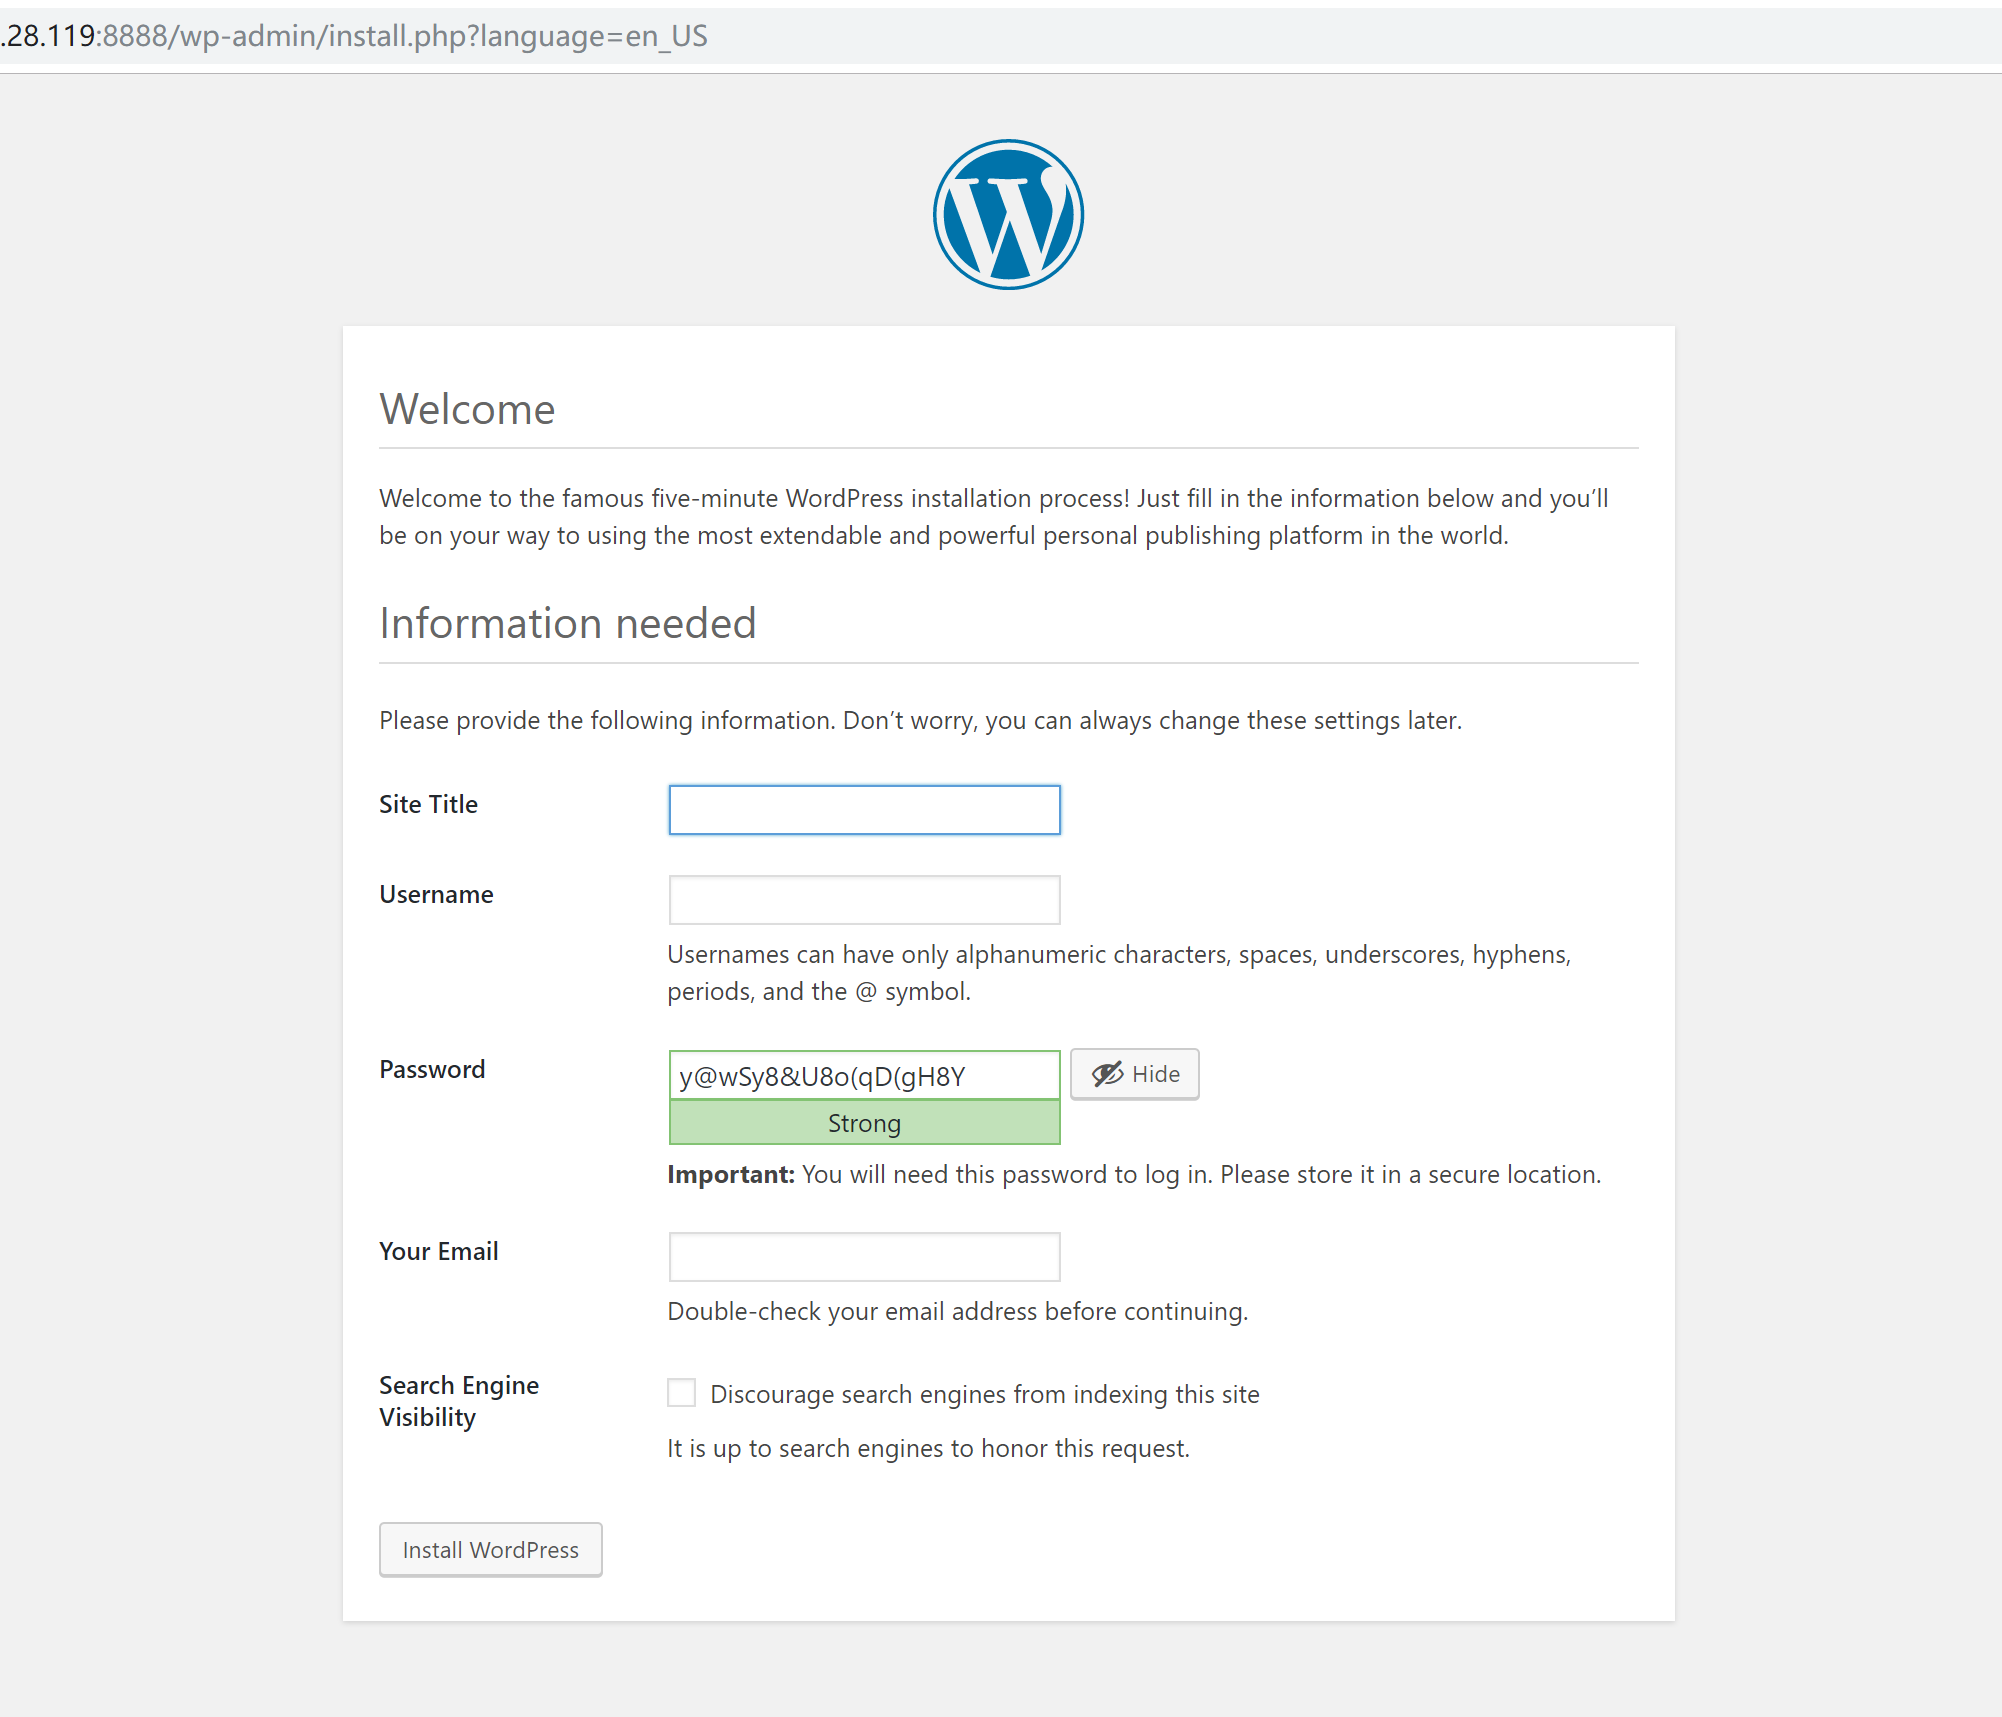 .28.119:8888/wp-admin/install.php?language=en_US
Welcome
Welcome to the famous five-minute WordPress installation process! Just fill in the information below and you’ll
be on your way to using the most extendable and powerful personal publishing platform in the world.
Information needed
Please provide the following information. Don’t worry, you can always change these settings later.
Site Title
Username
Usernames can have only alphanumeric characters, spaces, underscores, hyphens,
periods, and the @ symbol.
Password
y@wSy8&U8o(qD(gH8Y
Hide
Strong
Important: You will need this password to log in. Please store it in a secure location.
Your Email
Double-check your email address before continuing.
Search Engine
Visibility
Discourage search engines from indexing this site
It is up to search engines to honor this request.
Install WordPress